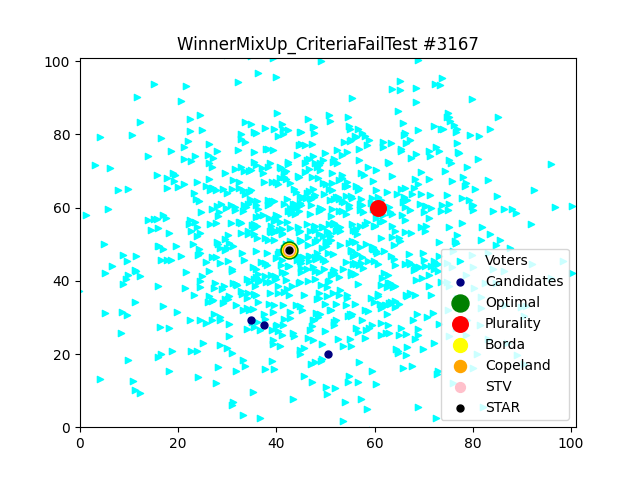 WinnerMixUp_CriteriaFailTest #3167
100
80
60
40
20
0
0
20
40
60
80
100
Voters
Candidates
Optimal
Plurality
Borda
Copeland
STV
STAR